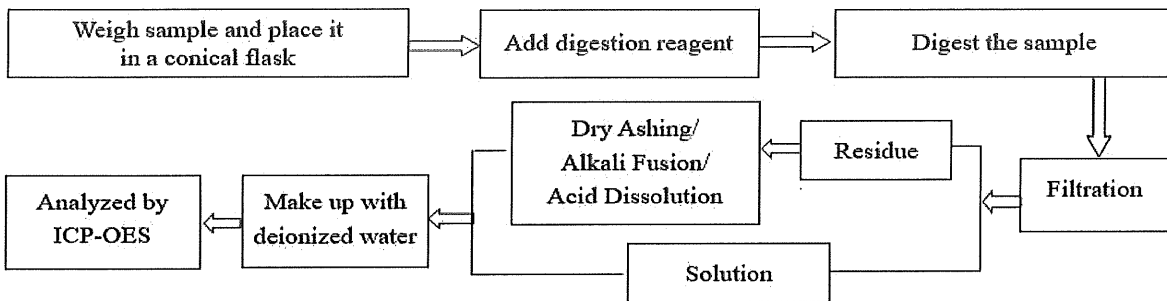 Weigh sample and place it
in a conical flask
Add digestion reagent
Digest the sample
Filtration
Residue
Dry Ashing/
Alkali Fusion/
Acid Dissolution
Solution
Make up with
deionized water
Analyzed by
ICP-OES